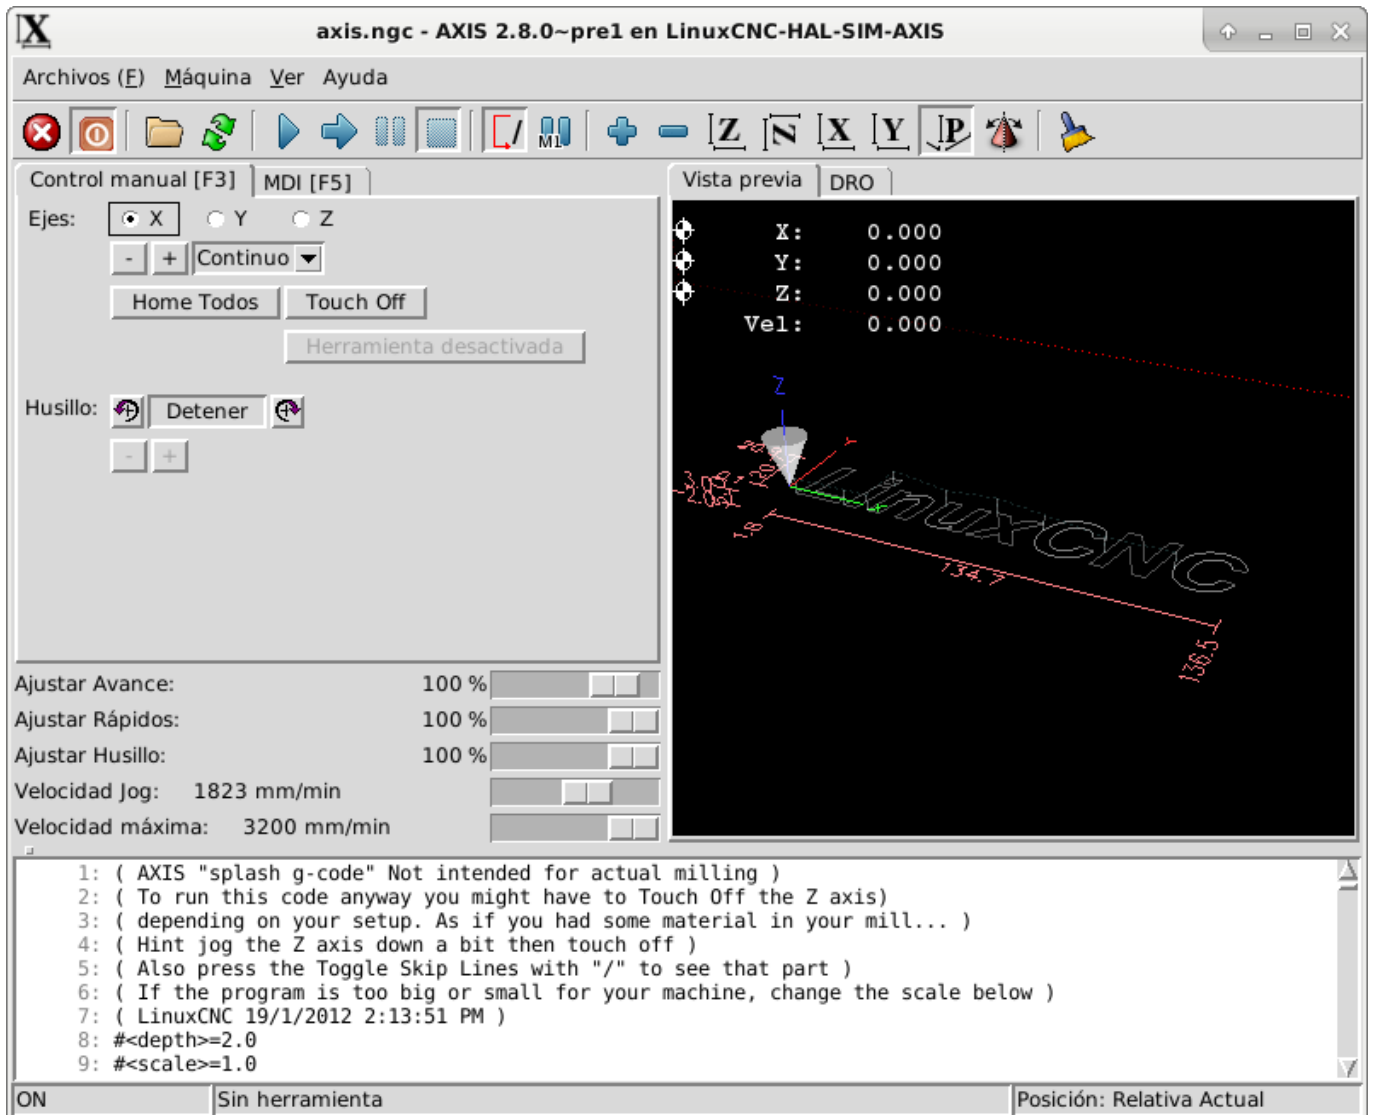 axis.ngc - AXIS 2.8.0~pre1 en LinuxCNC-HAL-SIM-AXIS
Archivos (F) Máquina Ver Ayuda
M1 Z N X Y P
Control manual [F3] MDI [F5]
Ejes: X Y Z
- + Continuo
Home Todos Touch Off
Herramienta desactivada
Husillo: Detener
- +
Ajustar Avance: 100 %
Ajustar Rápidos: 100 %
Ajustar Husillo: 100 %
Velocidad Jog: 1823 mm/min
Velocidad máxima: 3200 mm/min
Vista previa DRO
X: 0.000
Y: 0.000
Z: 0.000
Vel: 0.000
Z
LinuxCNC
1.8
134.7
136.5
1: ( AXIS "splash g-code" Not intended for actual milling )
2: ( To run this code anyway you might have to Touch Off the Z axis)
3: ( depending on your setup. As if you had some material in your mill... )
4: ( Hint jog the Z axis down a bit then touch off )
5: ( Also press the Toggle Skip Lines with "/" to see that part )
6: ( If the program is too big or small for your machine, change the scale below )
7: ( LinuxCNC 19/1/2012 2:13:51 PM )
8: #<depth>=2.0
9: #<scale>=1.0
ON Sin herramienta Posición: Relativa Actual